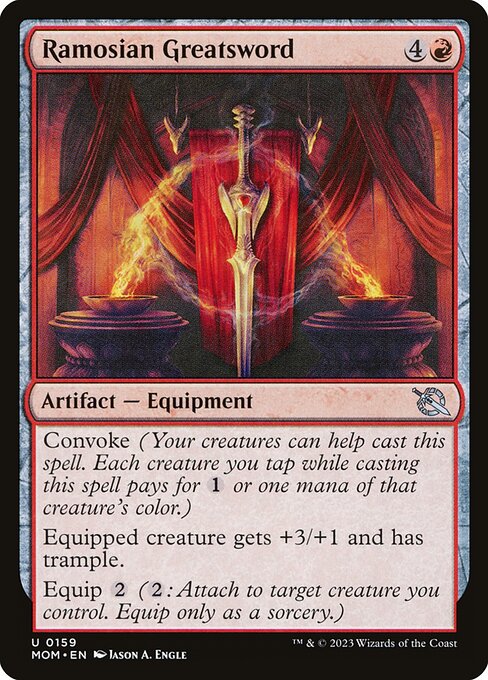 Ramosian Greatsword 4
Artifact — Equipment
Convoke (Your creatures can help cast this
spell. Each creature you tap while casting
this spell pays for 1 or one mana of that
creature's color.)
Equipped creature gets +3/+1 and has
trample.
Equip 2 (2: Attach to target creature you
control. Equip only as a sorcery.)
U 0159
MOM • EN Jason A. Engle
™ & © 2023 Wizards of the Coast